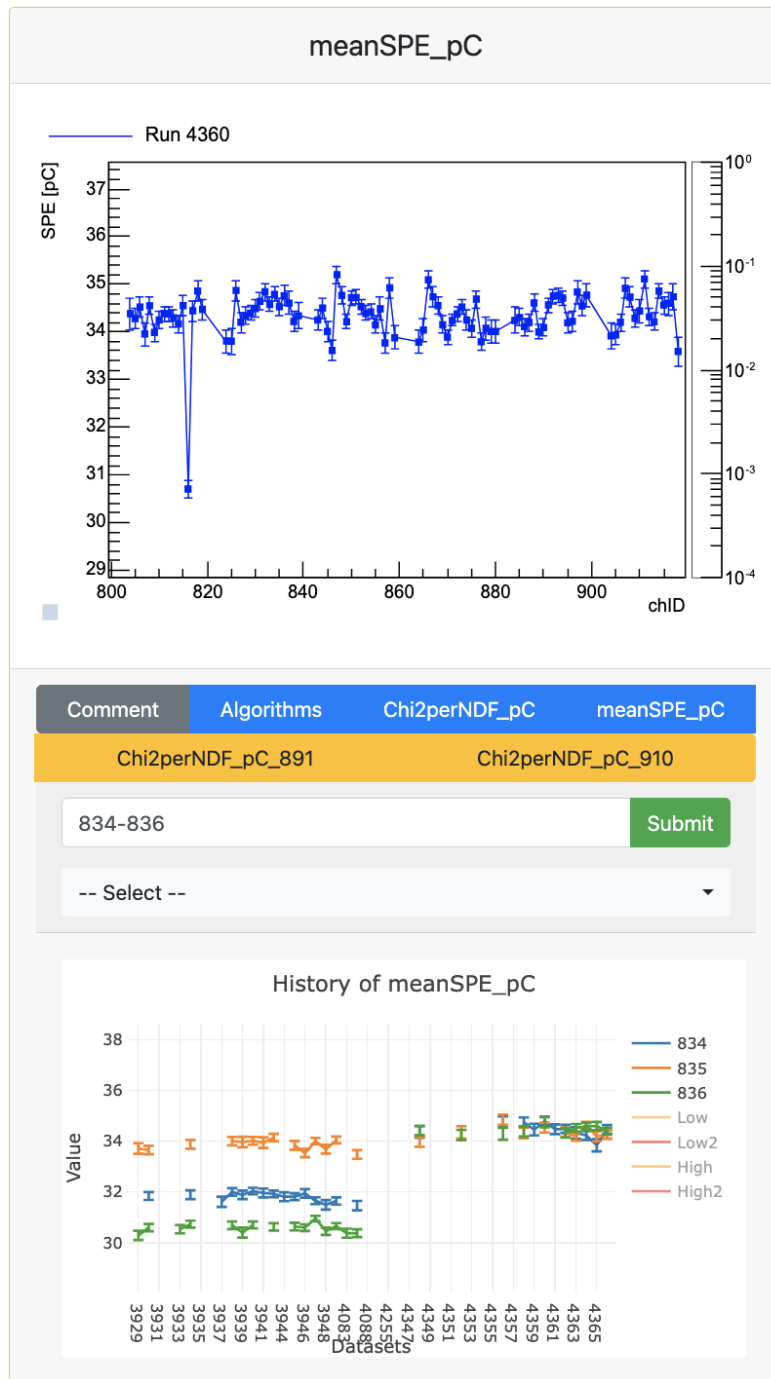 meanSPE_pC
Run 4360
SPE [pC]
37
36
35
34
33
32
31
30
29
10⁰
10⁻¹
10⁻²
10⁻³
10⁻⁴
800 820 840 860 880 900
chID
Comment Algorithms Chi2perNDF_pC meanSPE_pC
Chi2perNDF_pC_891 Chi2perNDF_pC_910
834-836 Submit
-- Select --
History of meanSPE_pC
Value
38
36
34
32
30
834
835
836
Low
Low2
High
High2
3929 3931 3933 3935 3937 3939 3941 3944 3946 3948 4083 4088 4255 4347 4349 4351 4353 4355 4357 4359 4361 4363 4365
Datasets